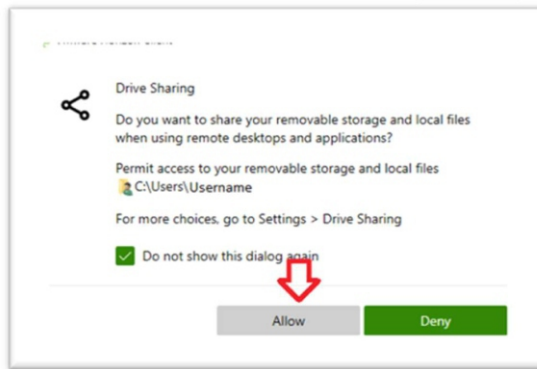 Drive Sharing
Do you want to share your removable storage and local files
when using remote desktops and applications?
Permit access to your removable storage and local files
C:\Users\Username
For more choices, go to Settings > Drive Sharing
Do not show this dialog again
Allow
Deny